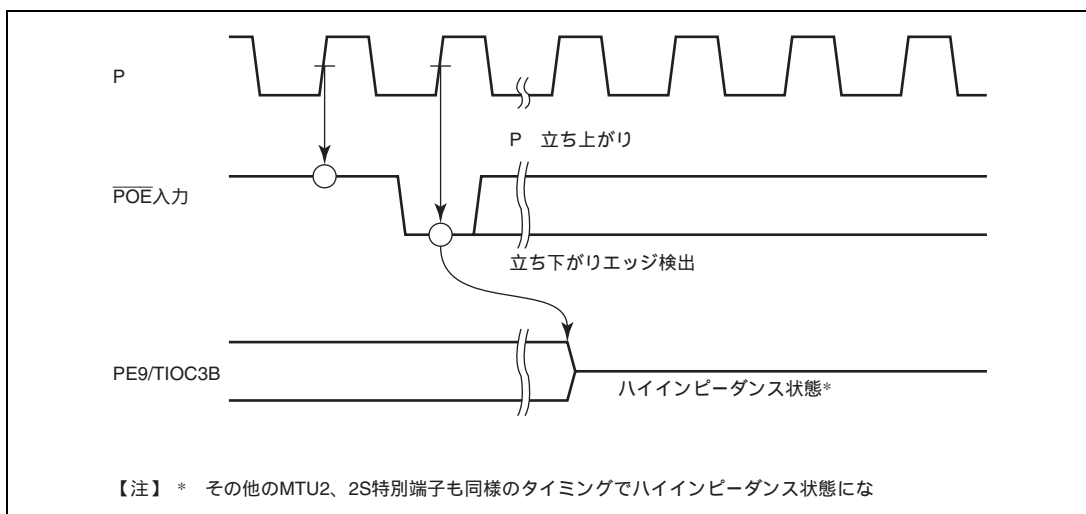 P
P 立ち上がり
POE入力
立ち下がりエッジ検出
PE9/TIOC3B
ハイインピーダンス状態*
【注】 * その他のMTU2、2S特別端子も同様のタイミングでハイインピーダンス状態にな